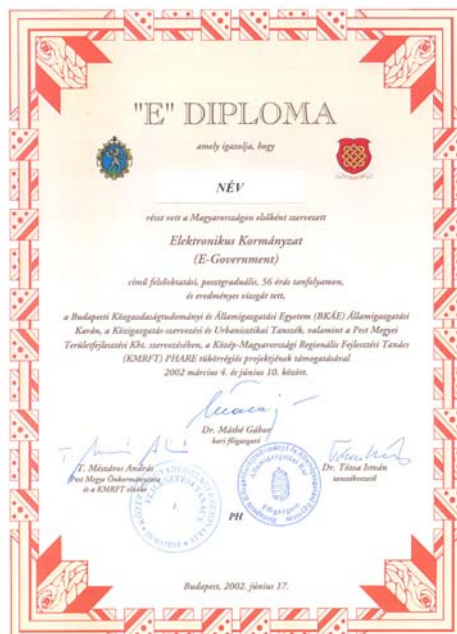 "E" DIPLOMA
amely igazolja, hogy
NÉV
részt vett a Magyarországon elsőként szervezett
Elektronikus Kormányzat
(E-Government)
című felsőoktatási, posztgraduális, 56 órás tanfolyamon,
és eredményes vizsgát tett,
a Budapesti Közgazdaságtudományi és Államigazgatási Egyetem (BKÁE) Államigazgatási
Karán, a Közigazgatás-szervezési és Urbanisztikai Tanszék, valamint a Pest Megyei
Területfejlesztési Kht. szervezésében, a Közép-Magyarországi Regionális Fejlesztési Tanács
(KMRFT) PHARE tükörrégiós projektjének támogatásával
2002 március 4. és június 10. között.
Dr. Máthé Gábor
kari főigazgató
T. Mészáros András
Pest Megye Önkormányzata
és a KMRFT elnöke
Dr. Tózsa István
tanszékvezető
1.
PH
Budapest, 2002. június 17.